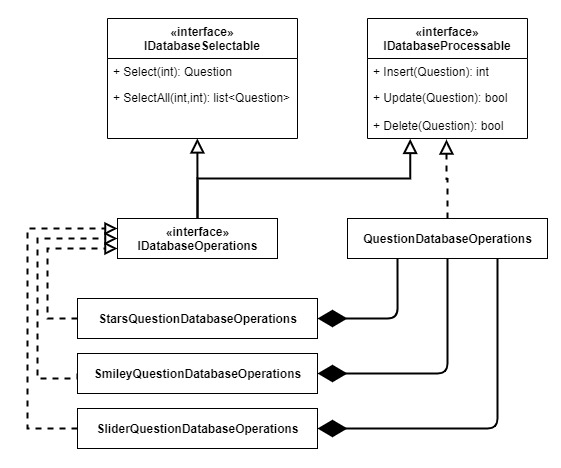 «interface»
IDatabaseSelectable
+ Select(int): Question
+ SelectAll(int,int): list<Question>
«interface»
IDatabaseProcessable
+ Insert(Question): int
+ Update(Question): bool
+ Delete(Question): bool
«interface»
IDatabaseOperations
QuestionDatabaseOperations
StarsQuestionDatabaseOperations
SmileyQuestionDatabaseOperations
SliderQuestionDatabaseOperations